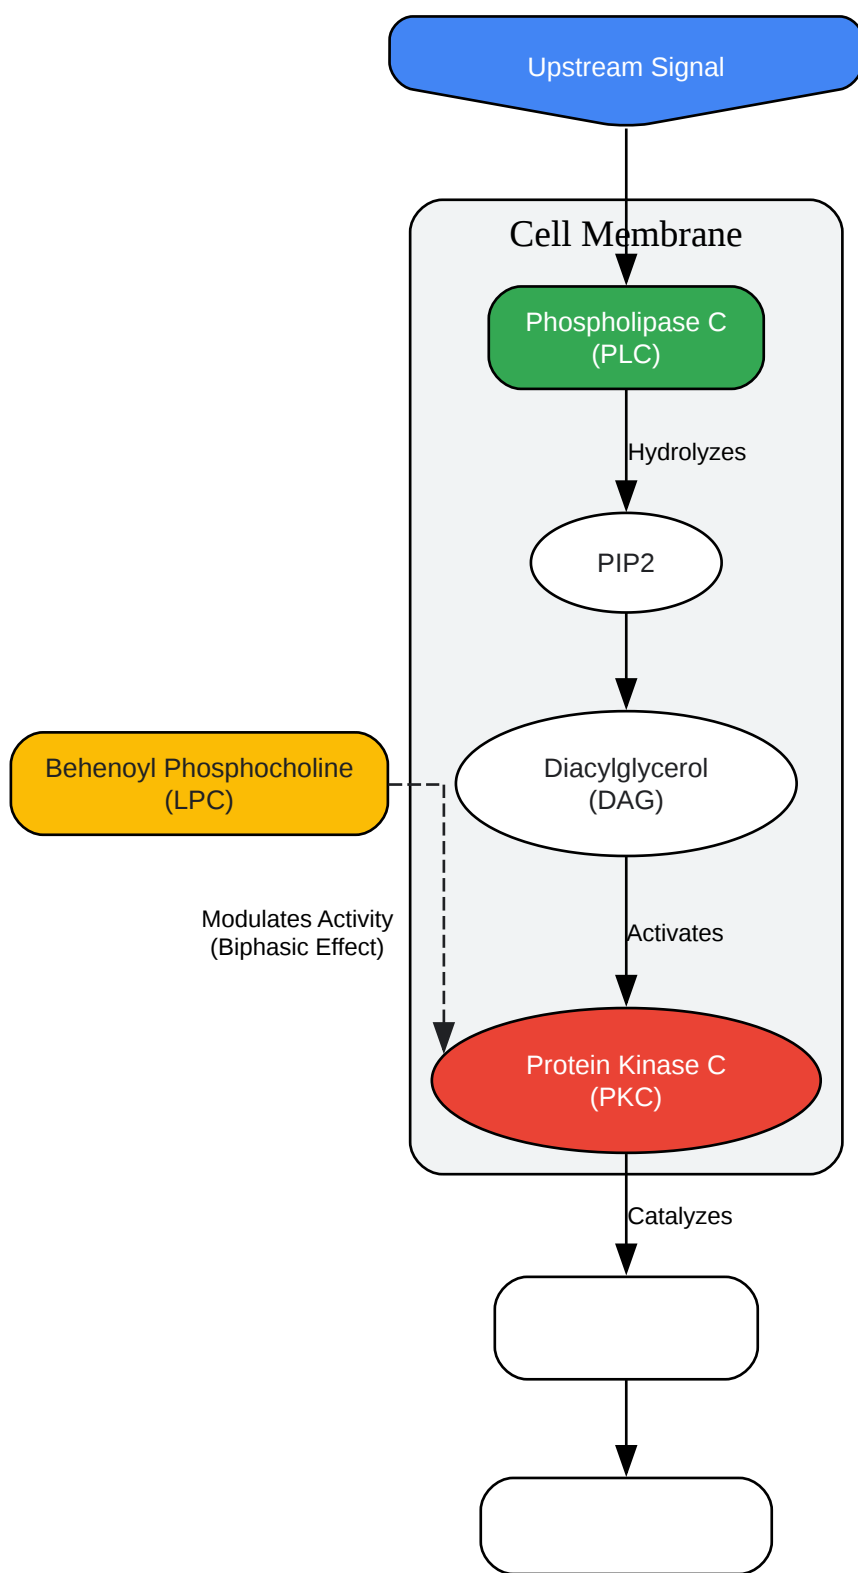 Upstream Signal
Cell Membrane
Phospholipase C
(PLC)
Hydrolyzes
PIP2
Behenoyl Phosphocholine
(LPC)
Diacylglycerol
(DAG)
Modulates Activity
(Biphasic Effect)
Activates
Protein Kinase C
(PKC)
Catalyzes